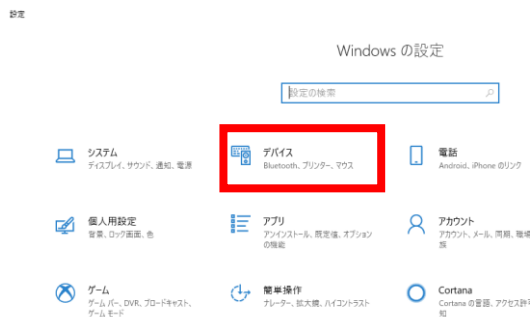 設定
Windows の設定
設定の検索
システム
ディスプレイ、サウンド、通知、電源
デバイス
Bluetooth、プリンター、マウス
電話
Android、iPhone のリンク
個人用設定
背景、ロック画面、色
アプリ
アンインストール、既定値、オプション
の機能
アカウント
アカウント、メール、同期、職場
族
ゲーム
ゲーム バー、DVR、ブロードキャスト、
ゲーム モード
簡単操作
ナレーター、拡大鏡、ハイコントラスト
Cortana
Cortana の言語、アクセス許可
知